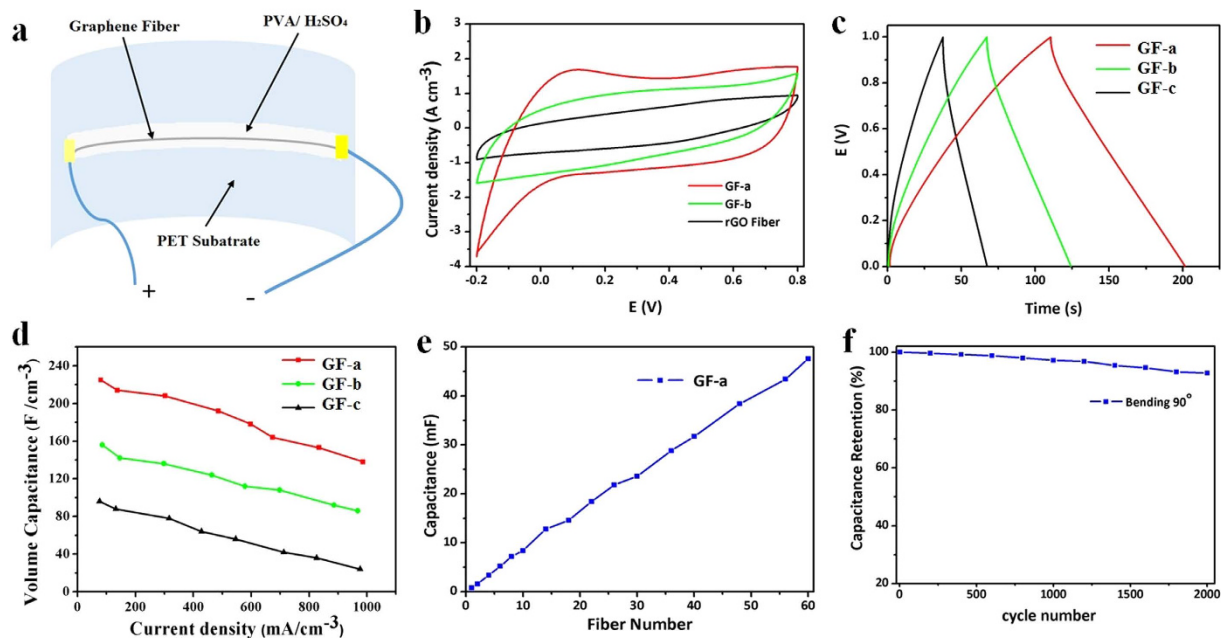 a
Graphene Fiber
PVA/ H₂SO₄
PET Subatrate
+
-
b
Current density (A cm⁻³)
4
3
2
1
0
-1
-2
-3
-4
GF-a
GF-b
rGO Fiber
-0.2
0.0
0.2
0.4
0.6
0.8
E (V)
c
E (V)
1.0
0.8
0.6
0.4
0.2
0.0
GF-a
GF-b
GF-c
0
50
100
150
200
250
Time (s)
d
Volume Capacitance (F /cm⁻³)
240
200
160
120
80
40
0
GF-a
GF-b
GF-c
0
200
400
600
800
1000
Current density (mA/cm⁻³)
e
Capacitance (mF)
50
40
30
20
10
0
GF-a
0
10
20
30
40
50
60
Fiber Number
f
Capacitance Retention (%)
100
80
60
40
20
Bending 90°
0
500
1000
1500
2000
cycle number